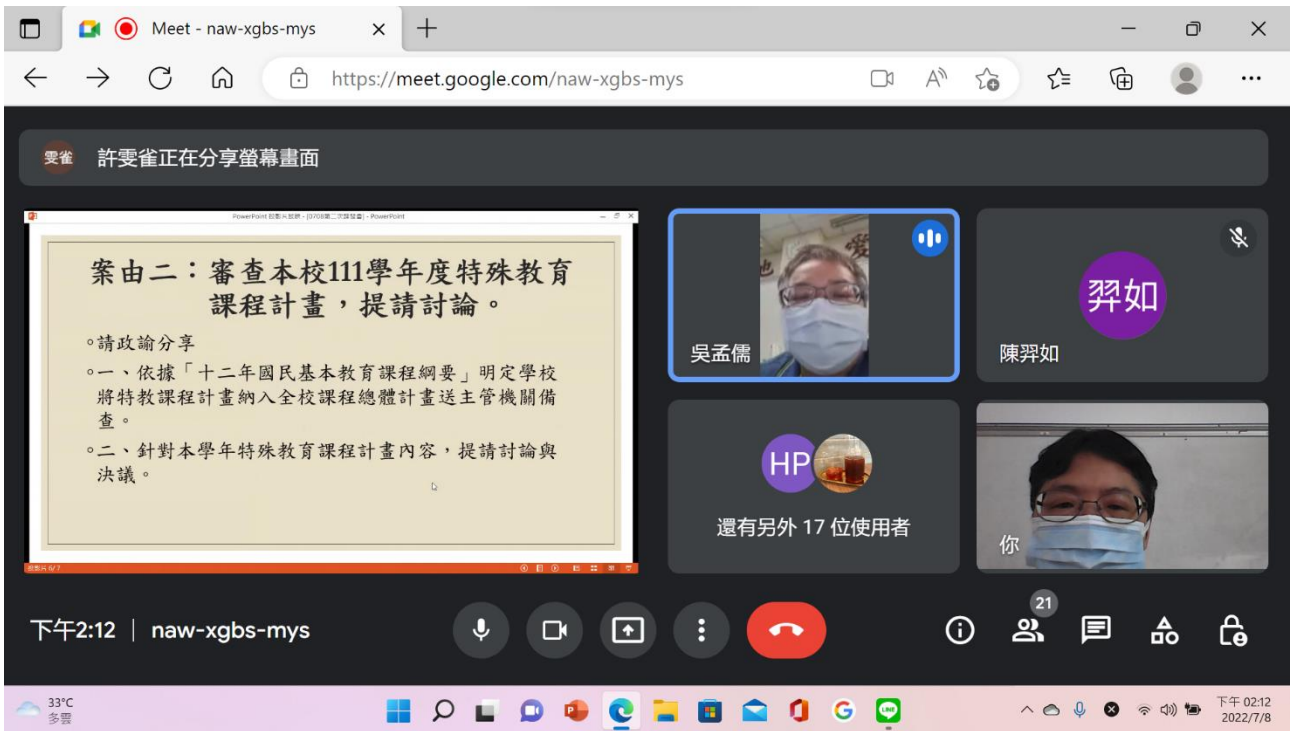 Meet - naw-xgbs-mys
https://meet.google.com/naw-xgbs-mys
雯雀
許雯雀正在分享螢幕畫面
案由二：審查本校111學年度特殊教育
課程計畫，提請討論。
◦請政諭分享
◦一、依據「十二年國民基本教育課程綱要」明定學校
將特教課程計畫納入全校課程總體計畫送主管機關備
查。
◦二、針對本學年特殊教育課程計畫內容，提請討論與
決議。
吳孟儒
羿如
陳羿如
HP
還有另外 17 位使用者
你
下午2:12 | naw-xgbs-mys
21
33°C
多雲
下午 02:12
2022/7/8